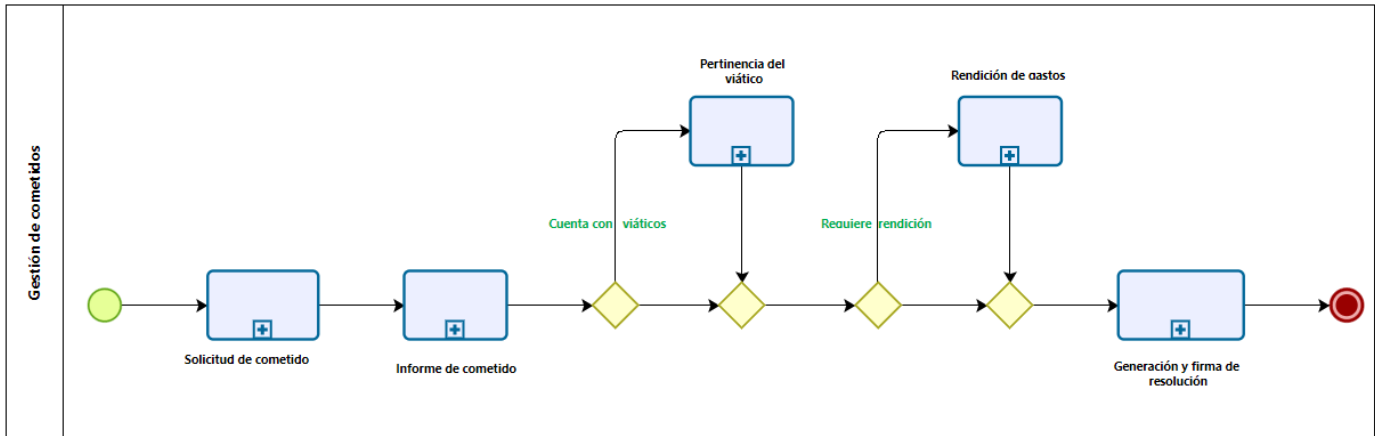 Gestión de cometidos
Pertinencia del
viático
Rendición de gastos
Cuenta con viáticos
Requiere rendición
Solicitud de cometido
Informe de cometido
Generación y firma de
resolución